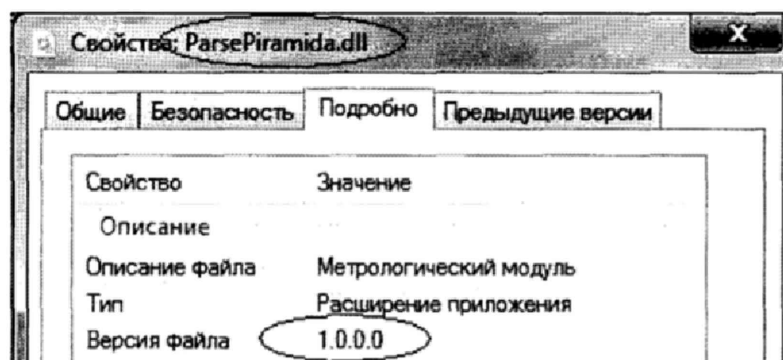 Свойства: ParsePiramida.dll
Общие Безопасность Подробно Предыдущие версии
Свойство Значение
Описание
Описание файла Метрологический модуль
Тип Расширение приложения
Версия файла 1.0.0.0